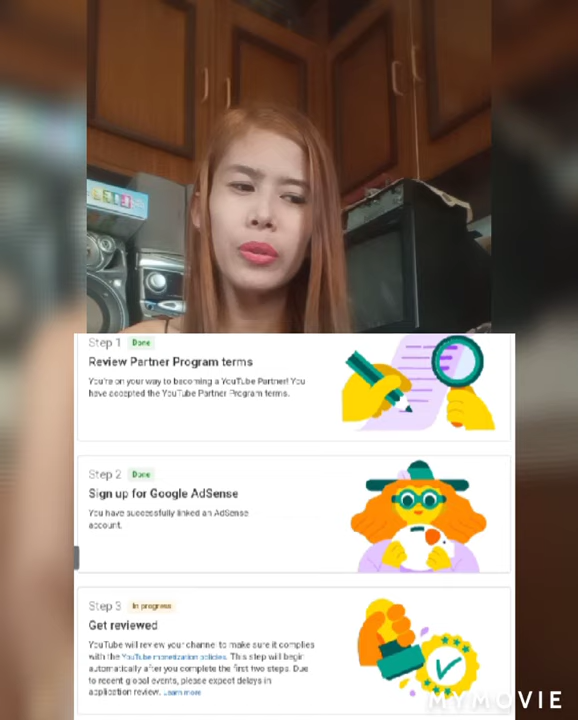 Step 1 Done
Review Partner Program terms
You're on your way to becoming a YouTube Partner! You
have accepted the YouTube Partner Program terms.
Step 2 Done
Sign up for Google AdSense
You have successfully linked an AdSense
account.
Step 3 In progress
Get reviewed
YouTube will review your channel to make sure it complies
with the YouTube monetization policies. This step will begin
automatically after you complete the first two steps. Due
to recent global events, please expect delays in
application review. Learn more
MYMOVIE